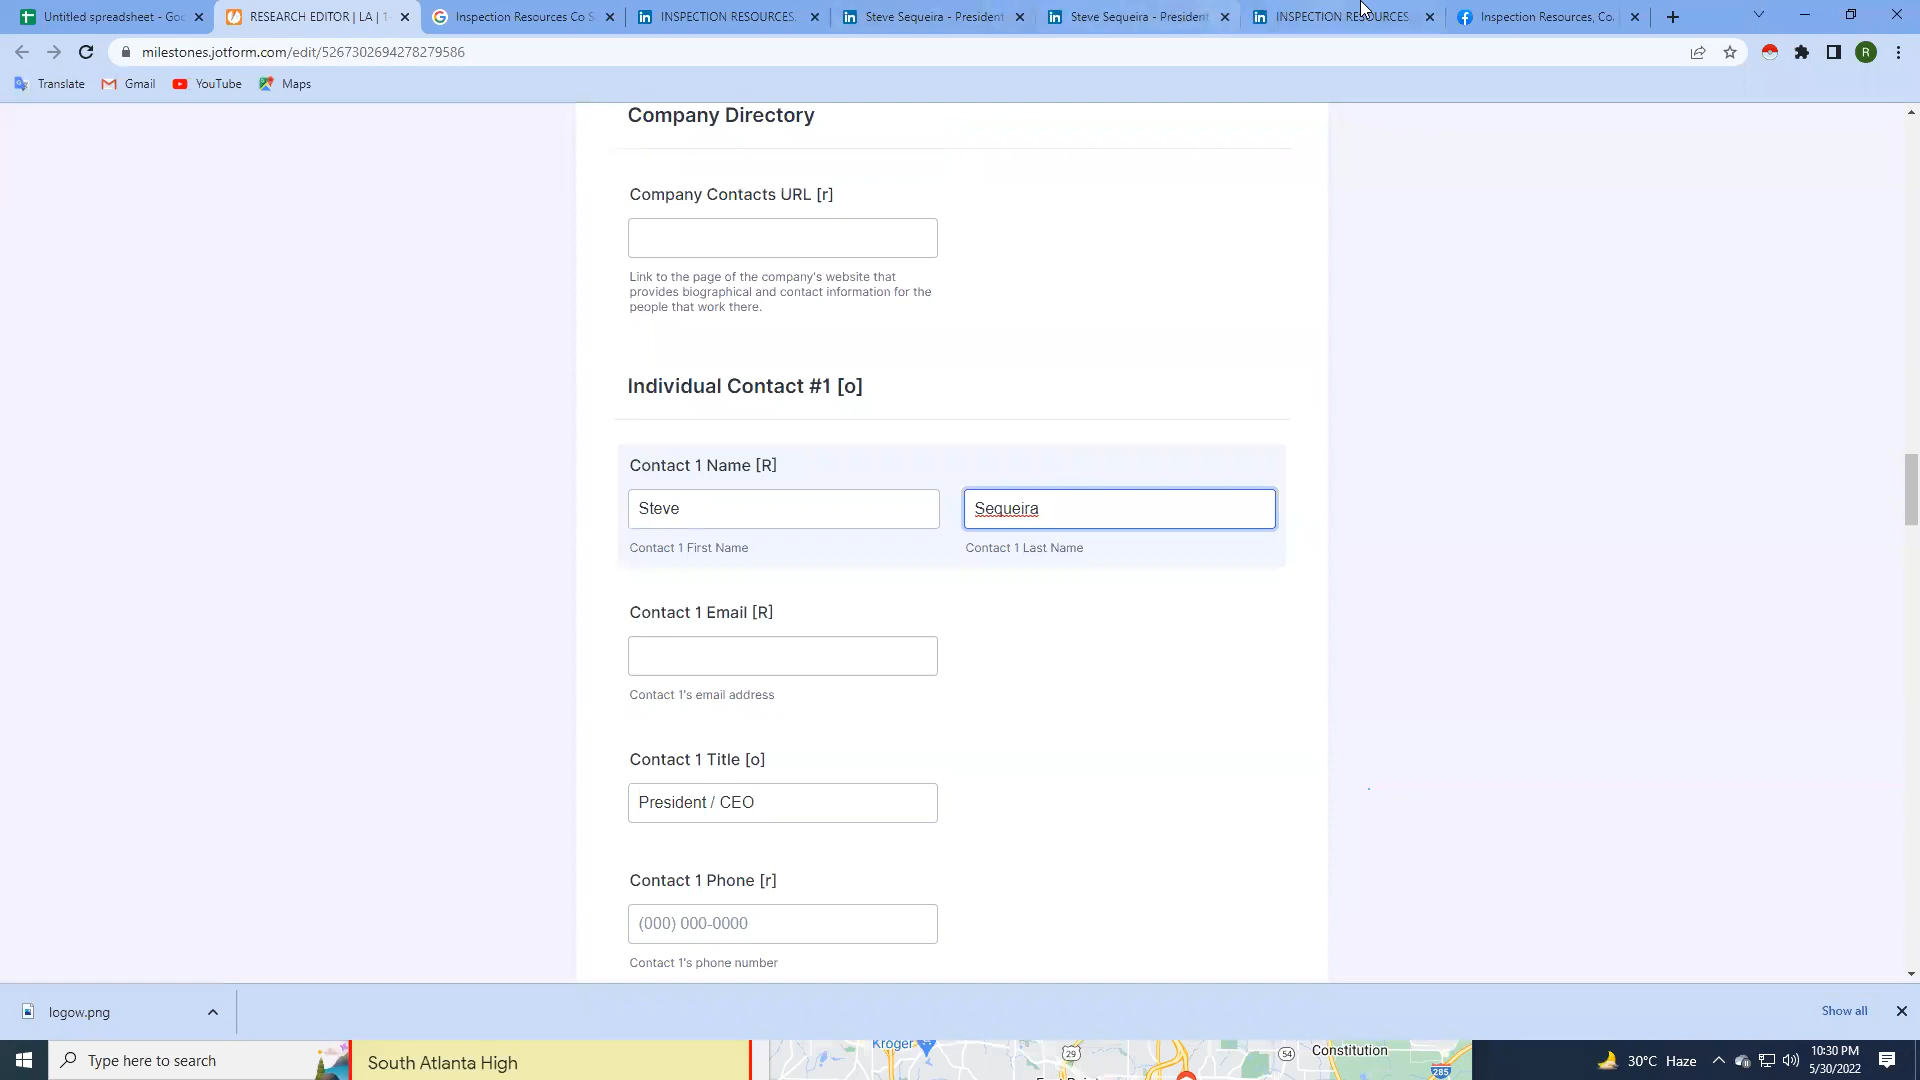 Untitled spreadsheet - Goo
RESEARCH EDITOR | LA | 1
Inspection Resources Co S
INSPECTION RESOURCES
Steve Sequeira - President
Steve Sequeira - President
INSPECTION RESOURCES
Inspection Resources, Co
milestones.jotform.com/edit/5267302694278279586
R
Translate
Gmail
YouTube
Maps
Company Directory
Company Contacts URL [r]
Link to the page of the company's website that
provides biographical and contact information for the
people that work there.
Individual Contact #1 [o]
Contact 1 Name [R]
Steve
Sequeira
Contact 1 First Name
Contact 1 Last Name
Contact 1 Email [R]
Contact 1's email address
Contact 1 Title [o]
President / CEO
Contact 1 Phone [r]
(000) 000-0000
Contact 1's phone number
logow.png
Show all
Type here to search
South Atlanta High
Kroger
29
54
Constitution
285
30°C Haze
10:30 PM
5/30/2022